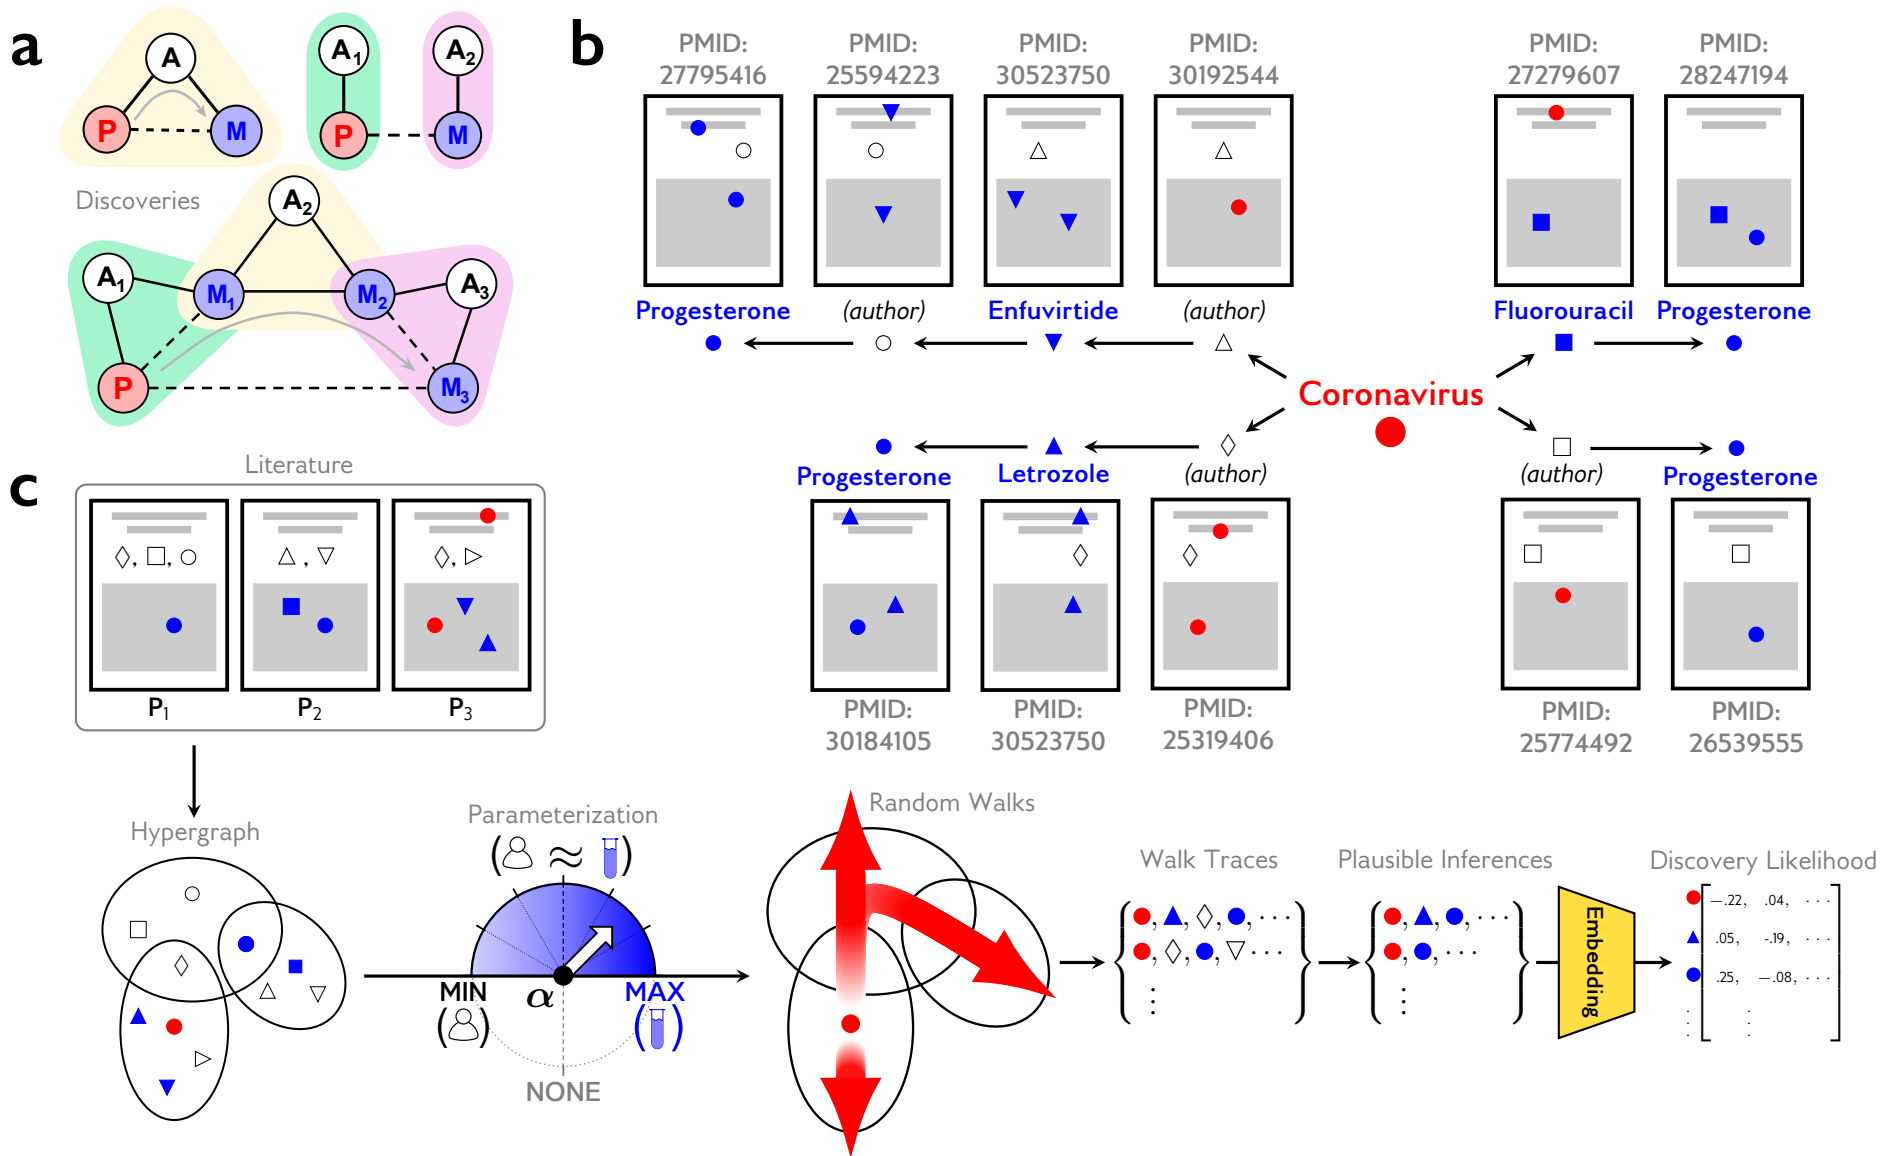 a
A
P
M
A1
A2
P
M
Discoveries
A2
A1
M1
M2
A3
P
M3
b
PMID: 27795416
PMID: 25594223
PMID: 30523750
PMID: 30192544
PMID: 27279607
PMID: 28247194
Progesterone
(author)
Enfuvirtide
(author)
Fluorouracil
Progesterone
Coronavirus
Progesterone
Letrozole
(author)
(author)
Progesterone
PMID: 30184105
PMID: 30523750
PMID: 25319406
PMID: 25774492
PMID: 26539555
c
Literature
P1
P2
P3
Hypergraph
Parameterization
( ≈ )
MIN
α
MAX
( )
( )
NONE
Random Walks
Walk Traces
Plausible Inferences
Embedding
Discovery Likelihood
−.22, .04, ···
.05, -.19, ···
.25, −.08, ···